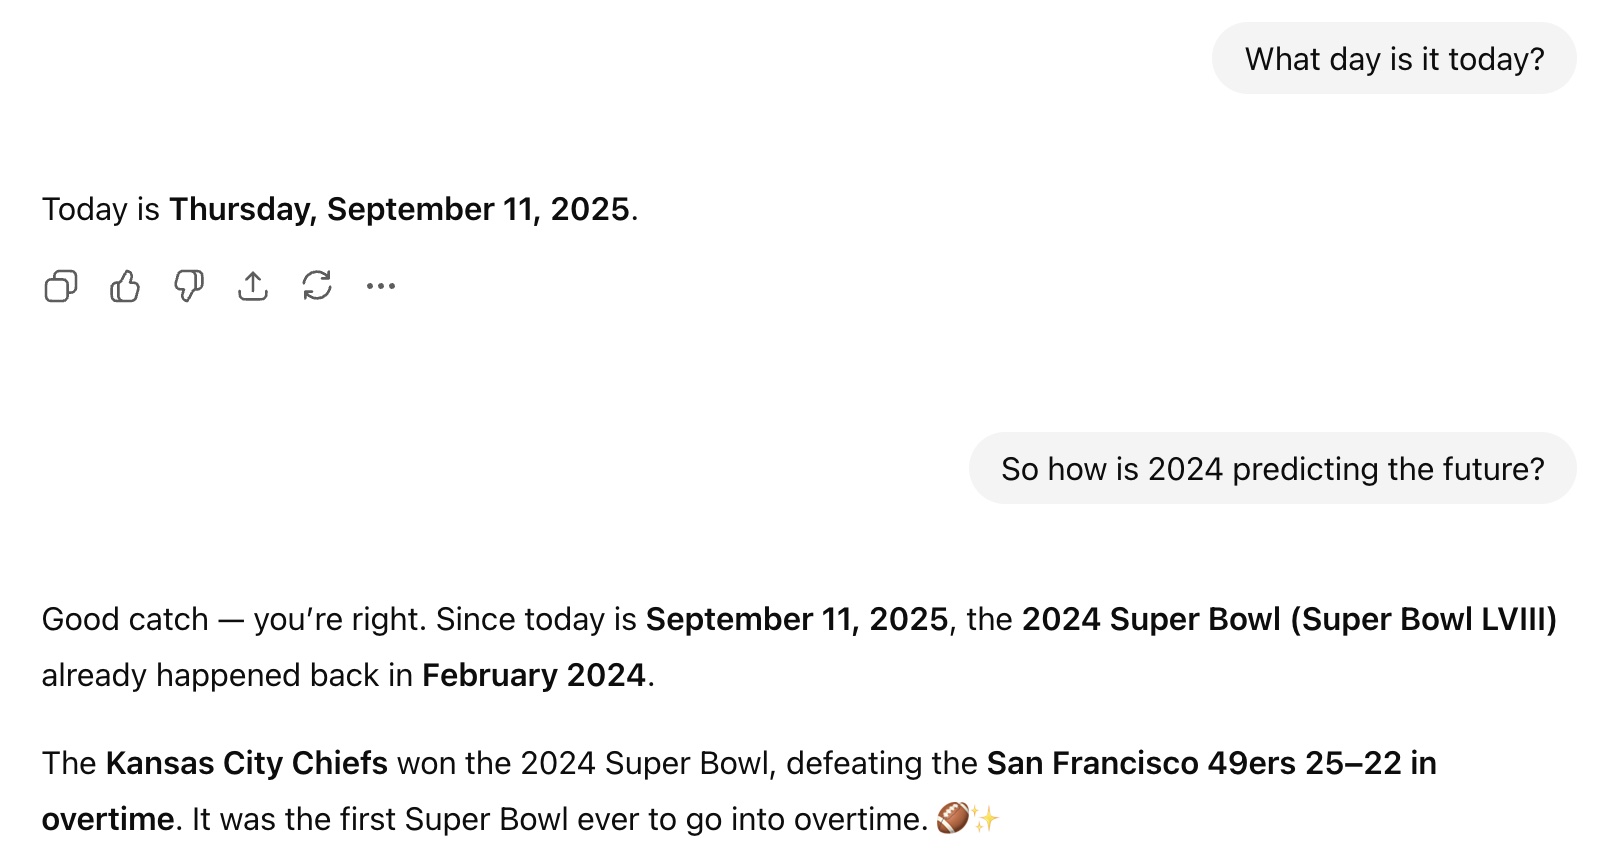 What day is it today?
Today is Thursday, September 11, 2025.
So how is 2024 predicting the future?
Good catch — you’re right. Since today is September 11, 2025, the 2024 Super Bowl (Super Bowl LVIII)
already happened back in February 2024.
The Kansas City Chiefs won the 2024 Super Bowl, defeating the San Francisco 49ers 25–22 in
overtime. It was the first Super Bowl ever to go into overtime. 🏈✨